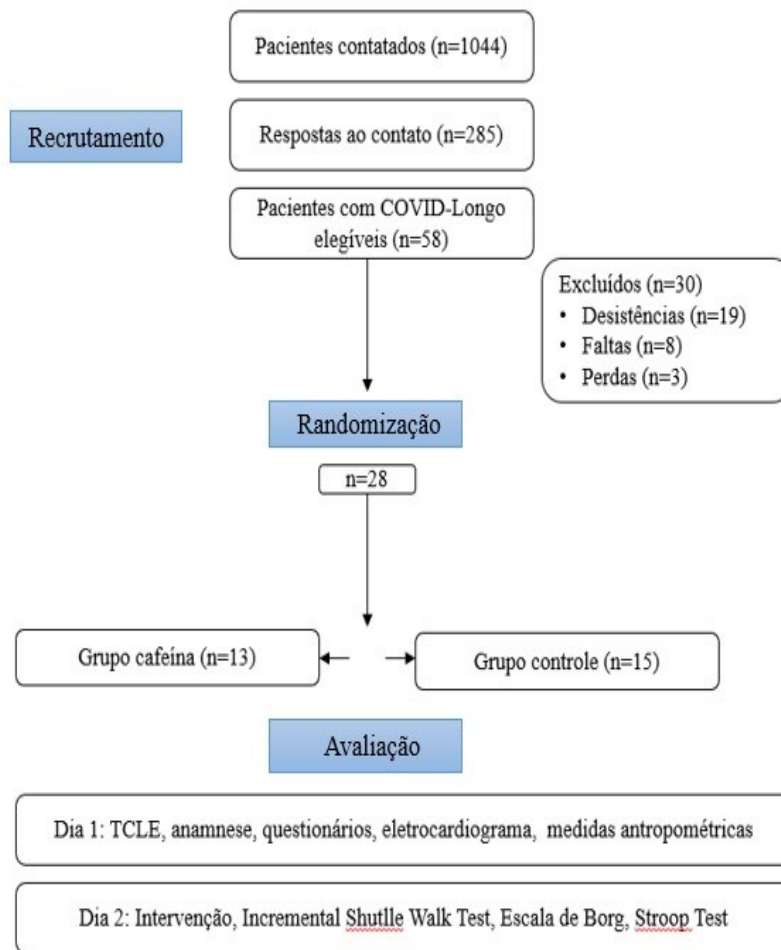 Pacientes contatados (n=1044)
Recrutamento
Respostas ao contato (n=285)
Pacientes com COVID-Longo
elegíveis (n=58)
Excluídos (n=30)
• Desistências (n=19)
• Faltas (n=8)
• Perdas (n=3)
Randomização
n=28
Grupo cafeína (n=13)
Grupo controle (n=15)
Avaliação
Dia 1: TCLE, anamnese, questionários, eletrocardiograma, medidas antropométricas
Dia 2: Intervenção, Incremental Shutlle Walk Test, Escala de Borg, Stroop Test